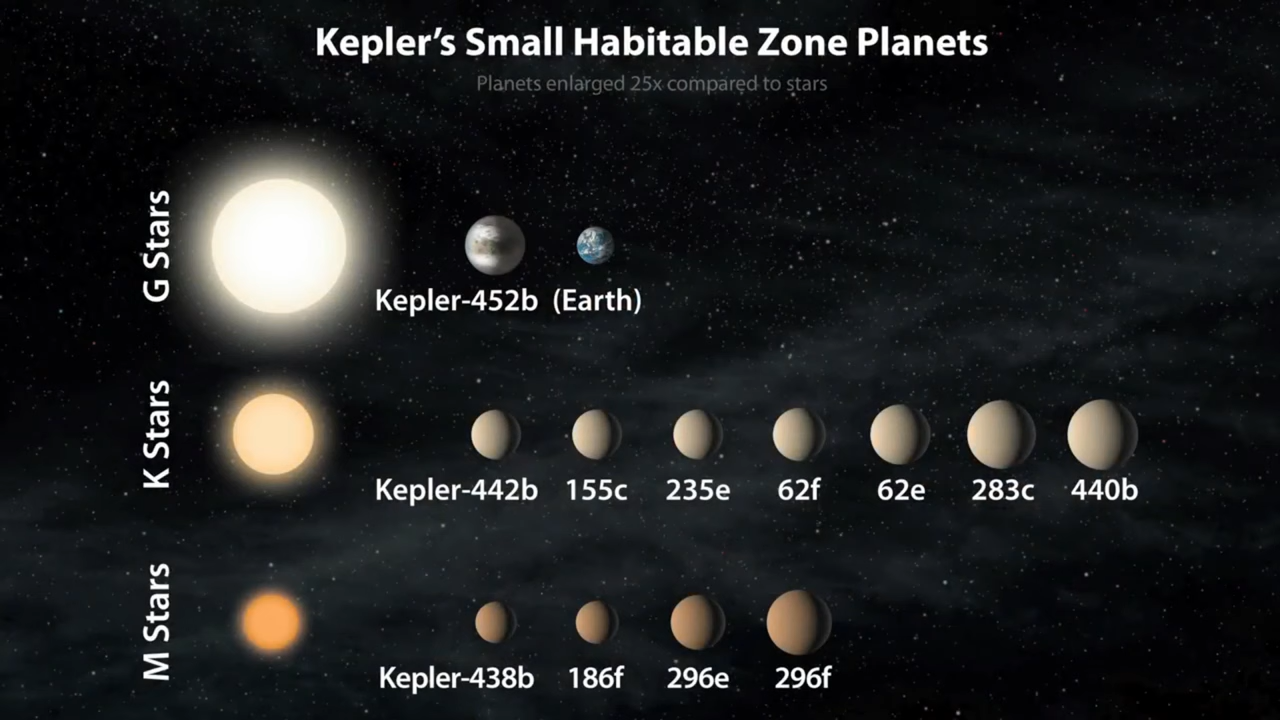 Kepler’s Small Habitable Zone Planets
Planets enlarged 25x compared to stars
G Stars
Kepler-452b (Earth)
K Stars
Kepler-442b 155c 235e 62f 62e 283c 440b
M Stars
Kepler-438b 186f 296e 296f